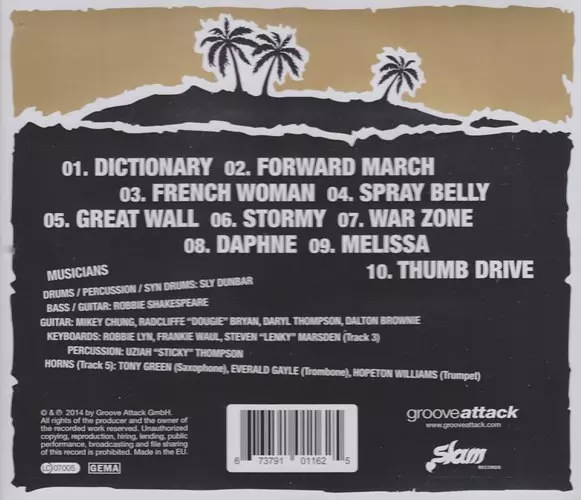 01. DICTIONARY 02. FORWARD MARCH
03. FRENCH WOMAN 04. SPRAY BELLY
05. GREAT WALL 06. STORMY 07. WAR ZONE
08. DAPHNE 09. MELISSA
10. THUMB DRIVE
MUSICIANS
DRUMS / PERCUSSION / SYN DRUMS: SLY DUNBAR
BASS / GUITAR: ROBBIE SHAKESPEARE
GUITAR: MIKEY CHUNG, RADCLIFFE "DOUGIE" BRYAN, DARYL THOMPSON, DALTON BROWNIE
KEYBOARDS: ROBBIE LYN, FRANKIE WAUL, STEVEN "LENKY" MARSDEN (Track 3)
PERCUSSION: UZIAH "STICKY" THOMPSON
HORNS (Track 5): TONY GREEN (Saxophone), EVERALD GAYLE (Trombone), HOPETON WILLIAMS (Trumpet)
© & ℗ 2014 by Groove Attack GmbH.
All rights of the producer and the owner of
the recorded work reserved. Unauthorized
copying, reproduction, hiring, lending, public
performance, broadcasting and file sharing
of this record is prohibited. Made in the EU.
LC 07005 GEMA
6 73791 01162 5
grooveattack
www.grooveattack.com
Slam
RECORDS